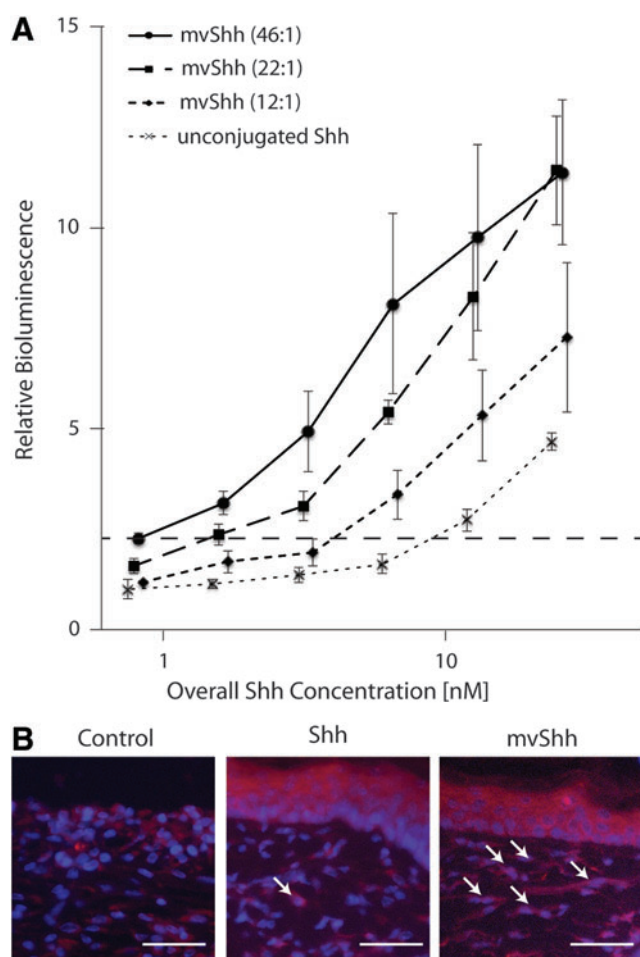 A
15
mvShh (46:1)
mvShh (22:1)
mvShh (12:1)
unconjugated Shh
10
Relative Bioluminescence
5
0
1
10
Overall Shh Concentration [nM]
B
Control
Shh
mvShh